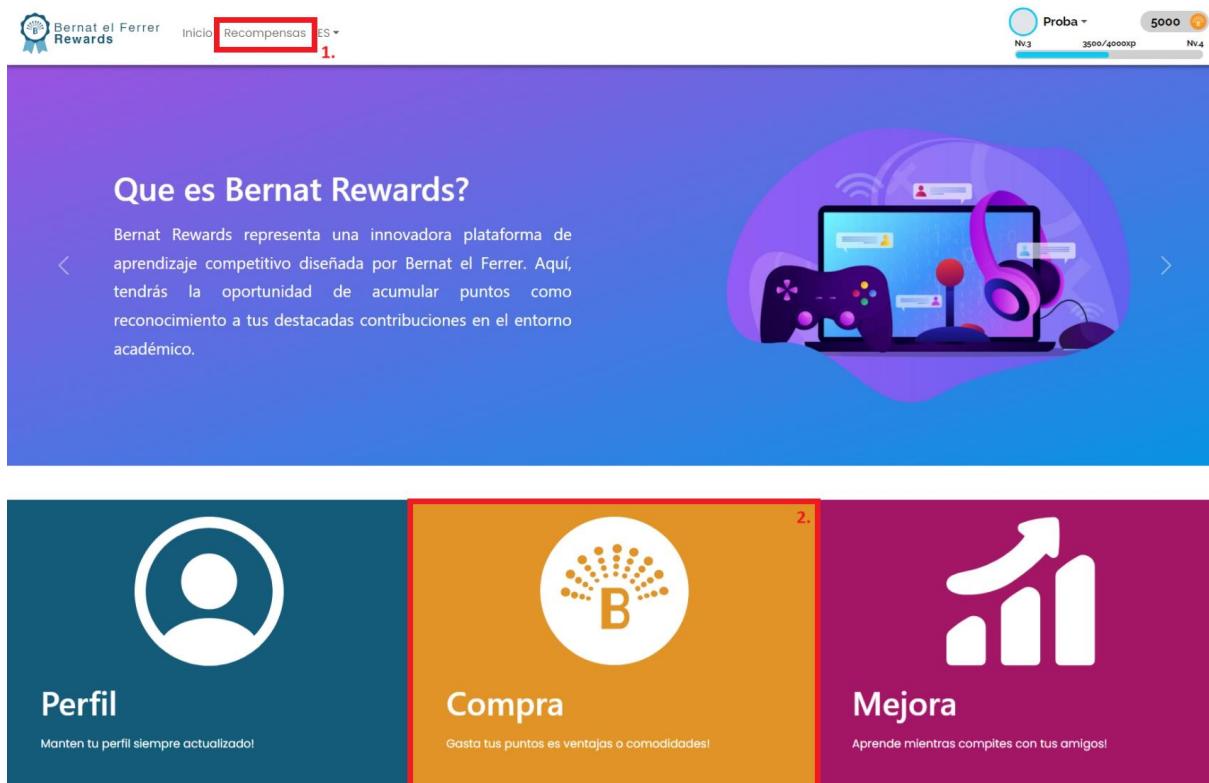 Bernat el Ferrer
Rewards
Inicio Recompensas ES
1.
Proba
5000
Nv.3 3500/4000xp Nv.4
Que es Bernat Rewards?
Bernat Rewards representa una innovadora plataforma de
aprendizaje competitivo diseñada por Bernat el Ferrer. Aquí,
tendrás la oportunidad de acumular puntos como
reconocimiento a tus destacadas contribuciones en el entorno
académico.
2.
B
Perfil
Manten tu perfil siempre actualizado!
Compra
Gasta tus puntos es ventajas o comodidades!
Mejora
Aprende mientras compites con tus amigos!